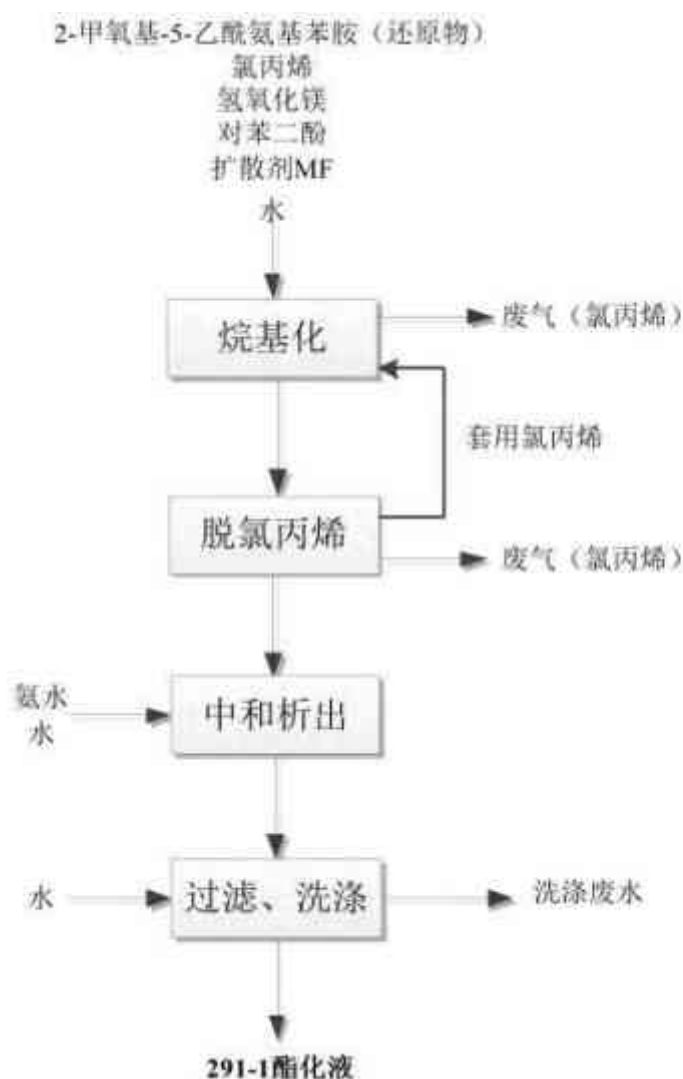 2-甲氧基-5-乙酰氨基苯胺（还原物）
氯丙烯
氢氧化镁
对苯二酚
扩散剂MF
水
烷基化
废气（氯丙烯）
套用氯丙烯
脱氯丙烯
废气（氯丙烯）
氨水
水
中和析出
水
过滤、洗涤
洗涤废水
291-1酯化液